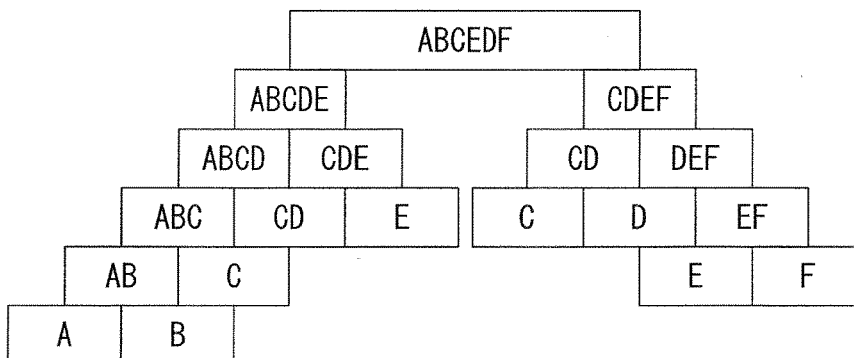 ABCEDF
ABCDE CDEF
ABCD CDE CD DEF
ABC CD E C D EF
AB C E F
A B